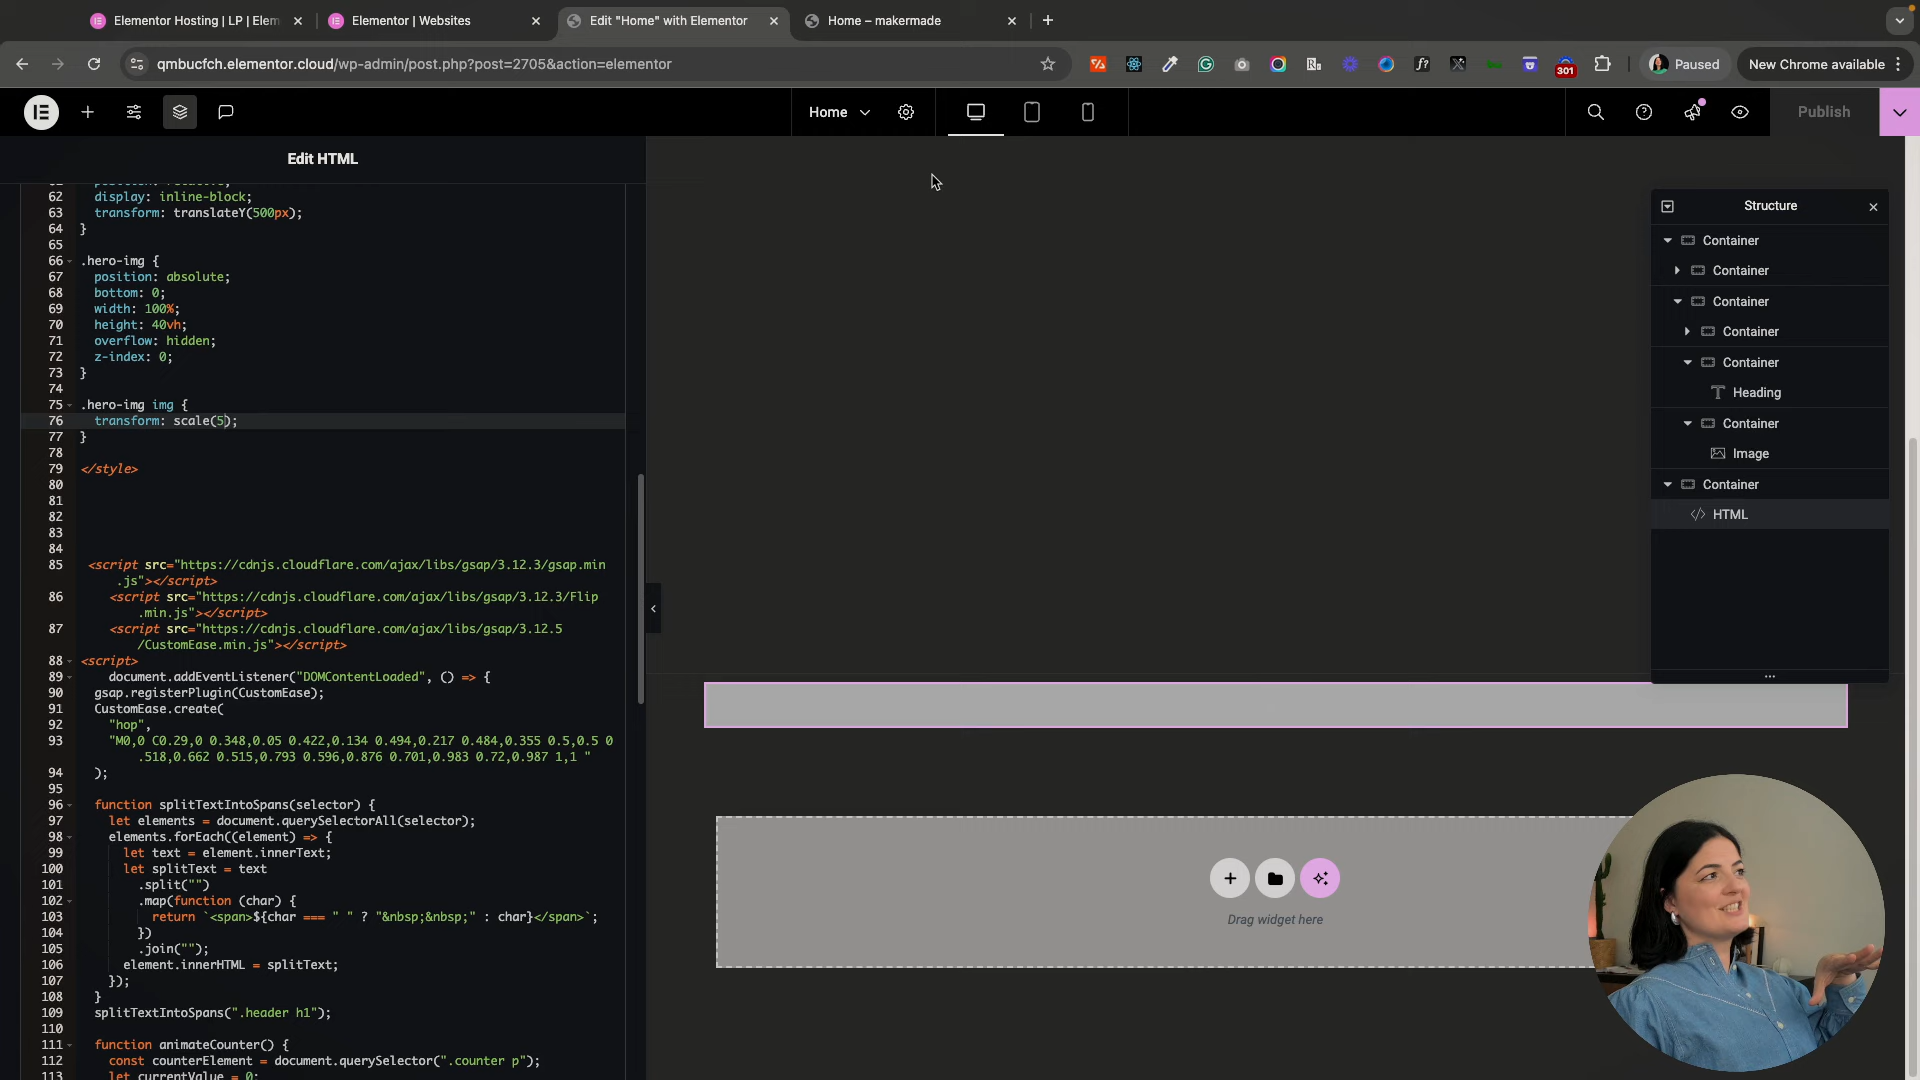 Elementor Hosting | LP | Elem
Elementor | Websites
Edit "Home" with Elementor
Home – makermade
qmbucfch.elementor.cloud/wp-admin/post.php?post=2705&action=elementor
301
Paused
New Chrome available
Home
Publish
Edit HTML
62 display: inline-block;
63 transform: translateY(500px);
64 }
65
66 .hero-img {
67 position: absolute;
68 bottom: 0;
69 width: 100%;
70 height: 40vh;
71 overflow: hidden;
72 z-index: 0;
73 }
74
75 .hero-img img {
76 transform: scale(5);
77 }
78
79 </style>
80
81
82
83
84
85 <script src="https://cdnjs.cloudflare.com/ajax/libs/gsap/3.12.3/gsap.min
.js"></script>
86 <script src="https://cdnjs.cloudflare.com/ajax/libs/gsap/3.12.3/Flip
.min.js"></script>
87 <script src="https://cdnjs.cloudflare.com/ajax/libs/gsap/3.12.5
/CustomEase.min.js"></script>
88 <script>
89 document.addEventListener("DOMContentLoaded", () => {
90 gsap.registerPlugin(CustomEase);
91 CustomEase.create(
92 "hop",
93 "M0,0 C0.29,0 0.348,0.05 0.422,0.134 0.494,0.217 0.484,0.355 0.5,0.5 0
.518,0.662 0.515,0.793 0.596,0.876 0.701,0.983 0.72,0.987 1,1 "
94 );
95
96 function splitTextIntoSpans(selector) {
97 let elements = document.querySelectorAll(selector);
98 elements.forEach((element) => {
99 let text = element.innerText;
100 let splitText = text
101 .split("")
102 .map(function (char) {
103 return `<span>${char === " " ? "&nbsp;&nbsp;" : char}</span>`;
104 })
105 .join("");
106 element.innerHTML = splitText;
107 });
108 }
109 splitTextIntoSpans(".header h1");
110
111 function animateCounter() {
112 const counterElement = document.querySelector(".counter p");
113 let currentValue = 0;
Structure
Container
Container
Container
Container
Container
Heading
Container
Image
Container
HTML
Drag widget here